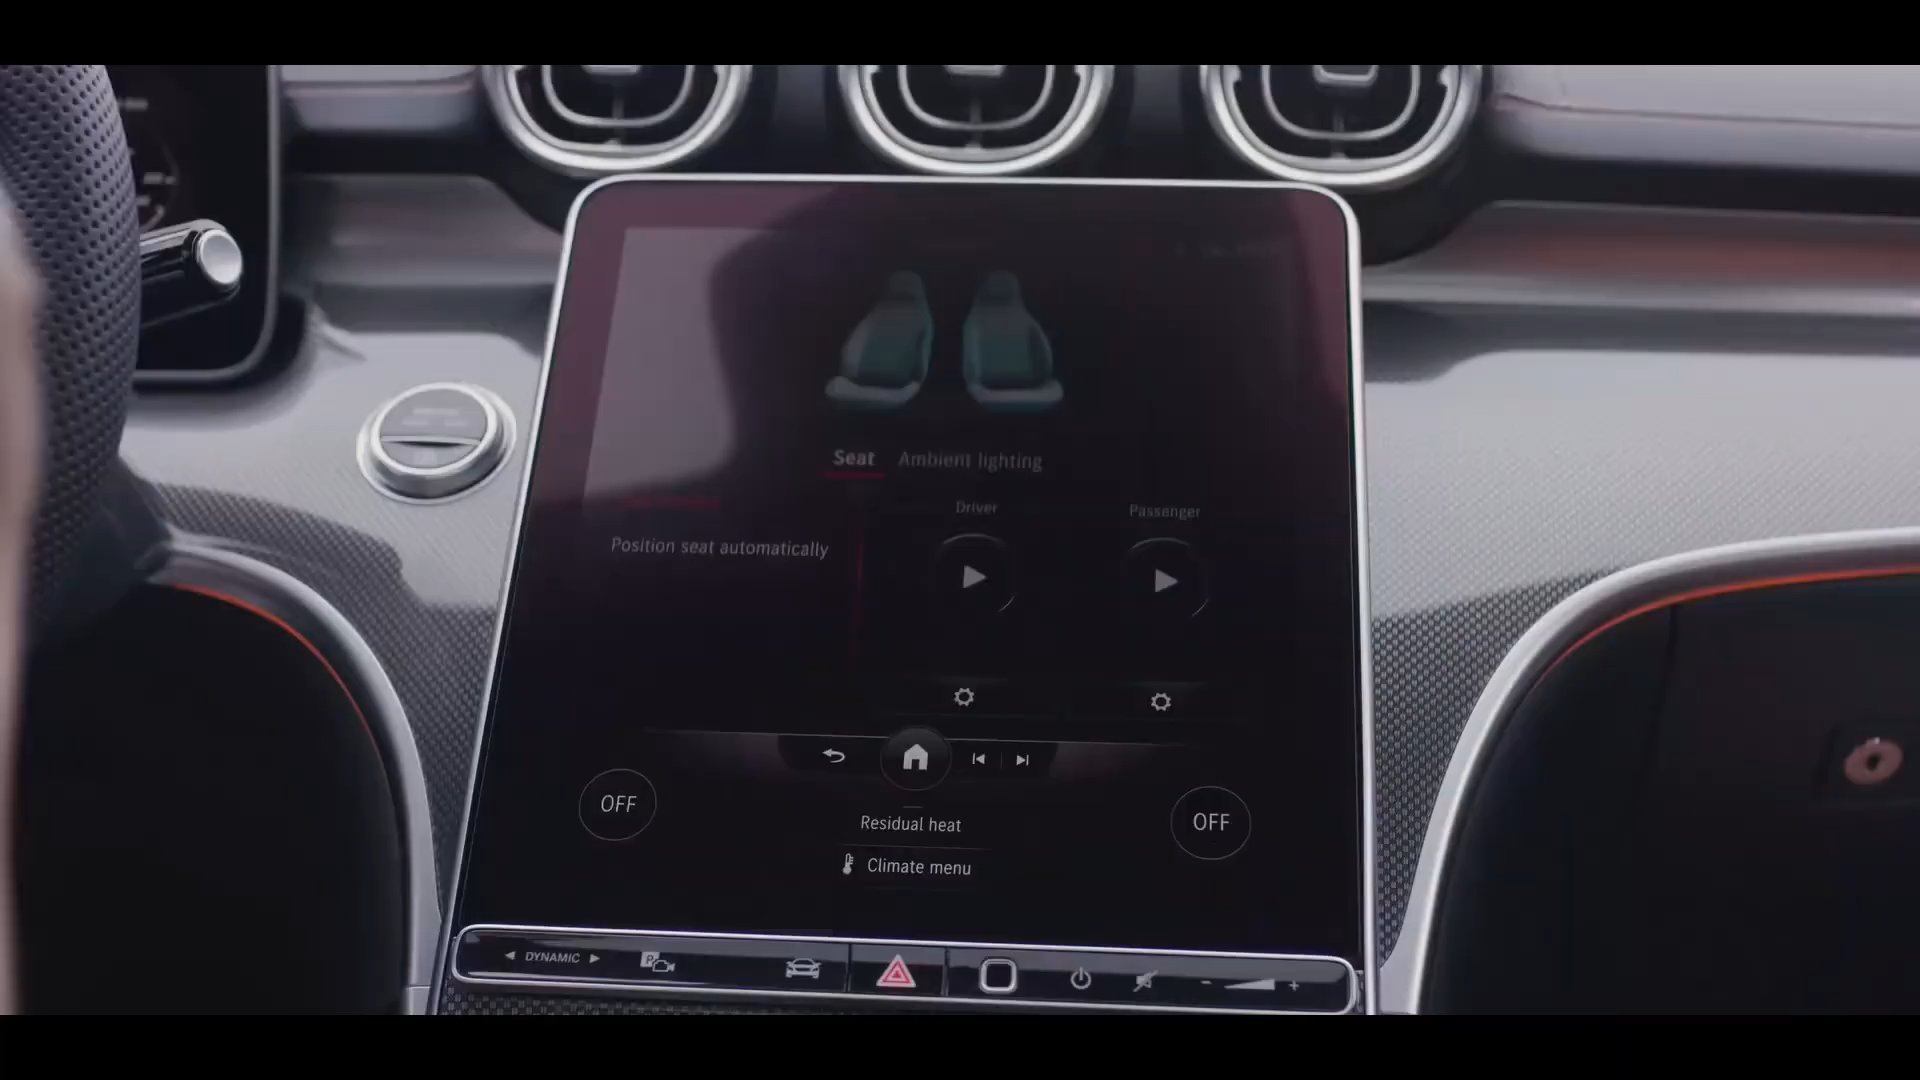 Seat Ambient lighting
Driver
Passenger
Position seat automatically
OFF
OFF
Residual heat
Climate menu
DYNAMIC
P
- +